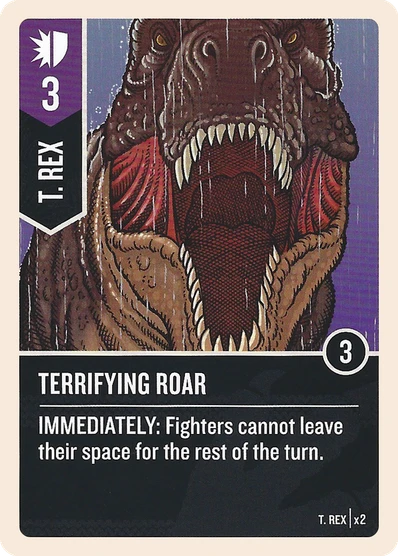 3
T. REX
3
TERRIFYING ROAR
IMMEDIATELY: Fighters cannot leave
their space for the rest of the turn.
T. REX | x2